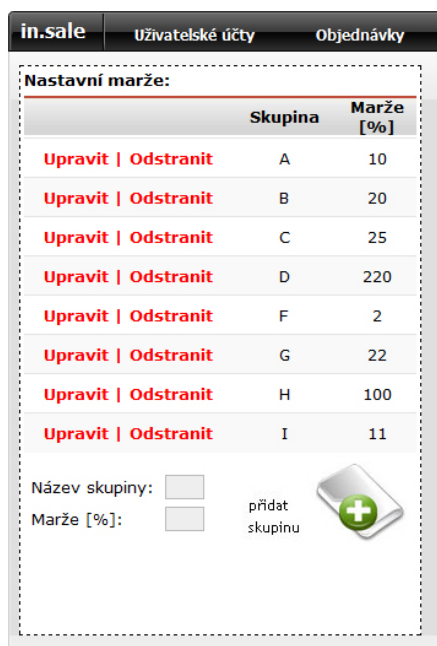 in.sale Uživatelské účty Objednávky
Nastavní marže:
Skupina Marže
[%]
Upravit | Odstranit A 10
Upravit | Odstranit B 20
Upravit | Odstranit C 25
Upravit | Odstranit D 220
Upravit | Odstranit F 2
Upravit | Odstranit G 22
Upravit | Odstranit H 100
Upravit | Odstranit I 11
Název skupiny:
Marže [%]:
přidat
skupinu